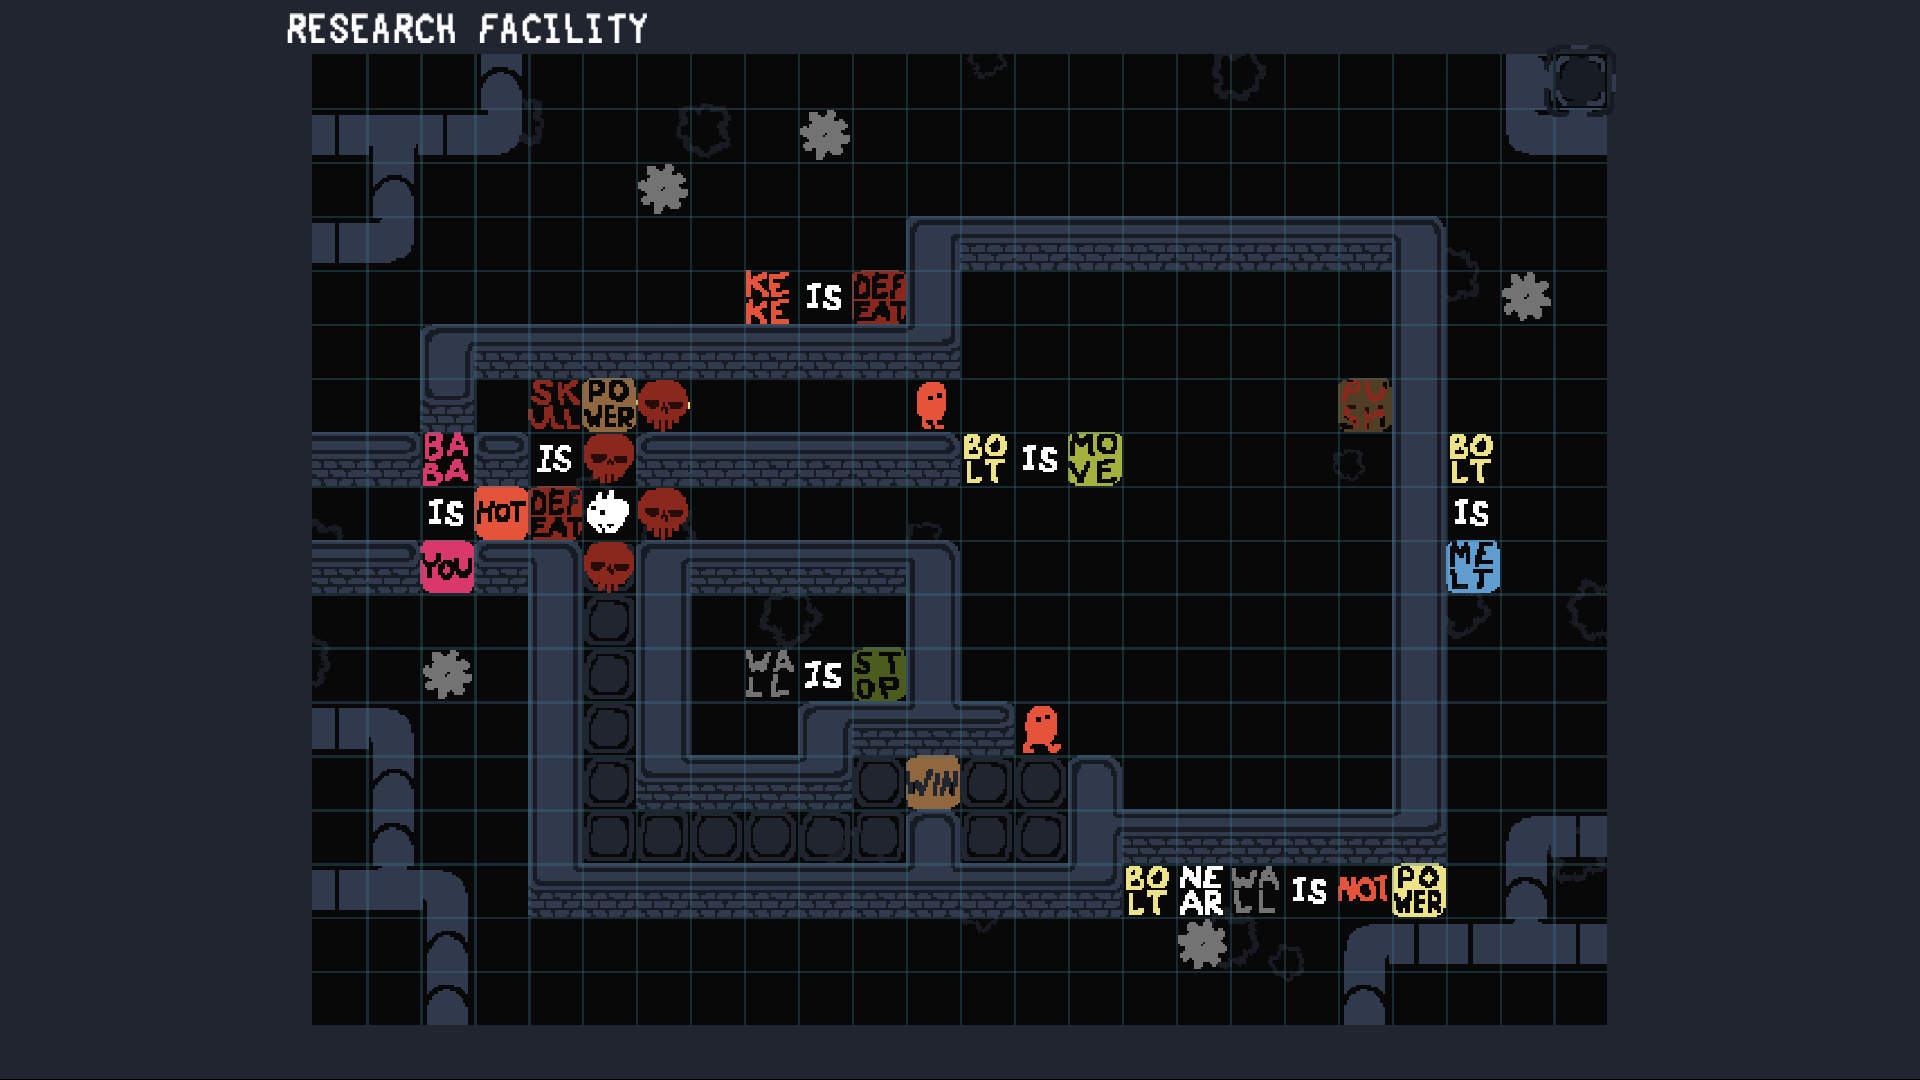 RESEARCH FACILITY
KEKE IS DEFEAT
SKULL POWER
PUSH
BABA IS BOLT IS MOVE BOLT
IS HOT DEFEAT IS
YOU MELT
WALL IS STOP
WIN
BOLT NEAR WALL IS NOT POWER